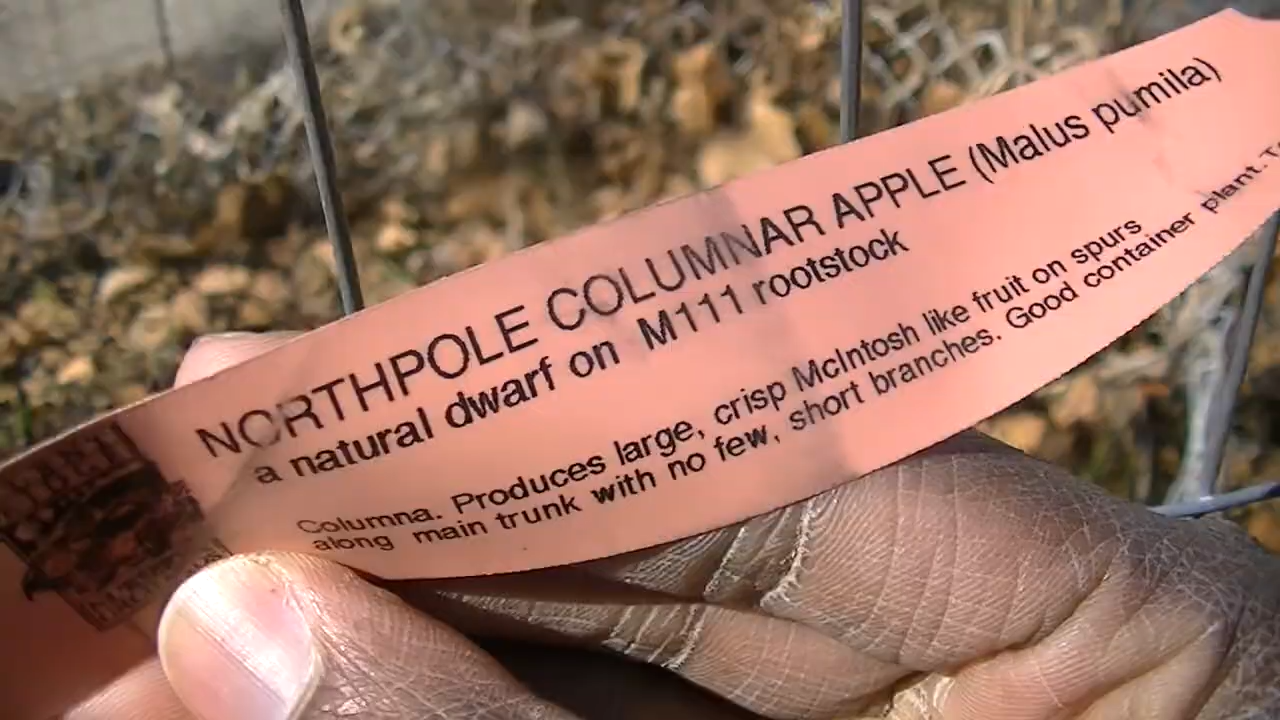 NORTHPOLE COLUMNAR APPLE (Malus pumila)
a natural dwarf on M111 rootstock
Columna. Produces large, crisp McIntosh like fruit on spurs
along main trunk with no few, short branches. Good container plant.